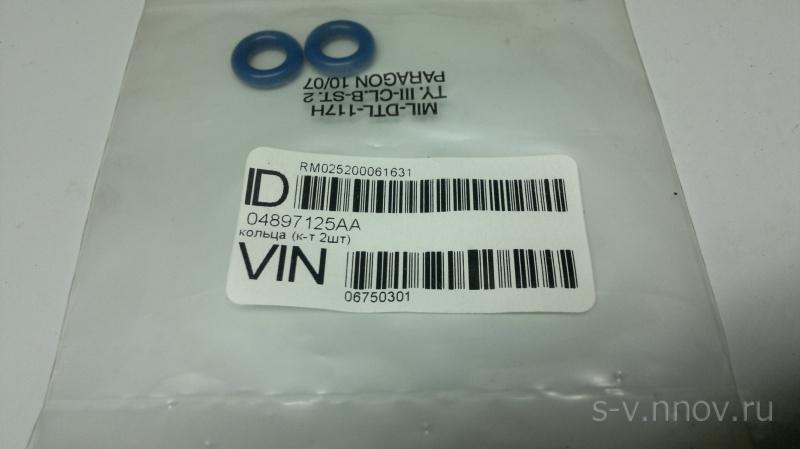 MIL-DTL-117H
TY. III-CL.B-ST. 2
PARAGON 10/07
RM025200061631
ID
04897125AA
кольца (к-т 2шт)
VIN
06750301
s-v.nnov.ru